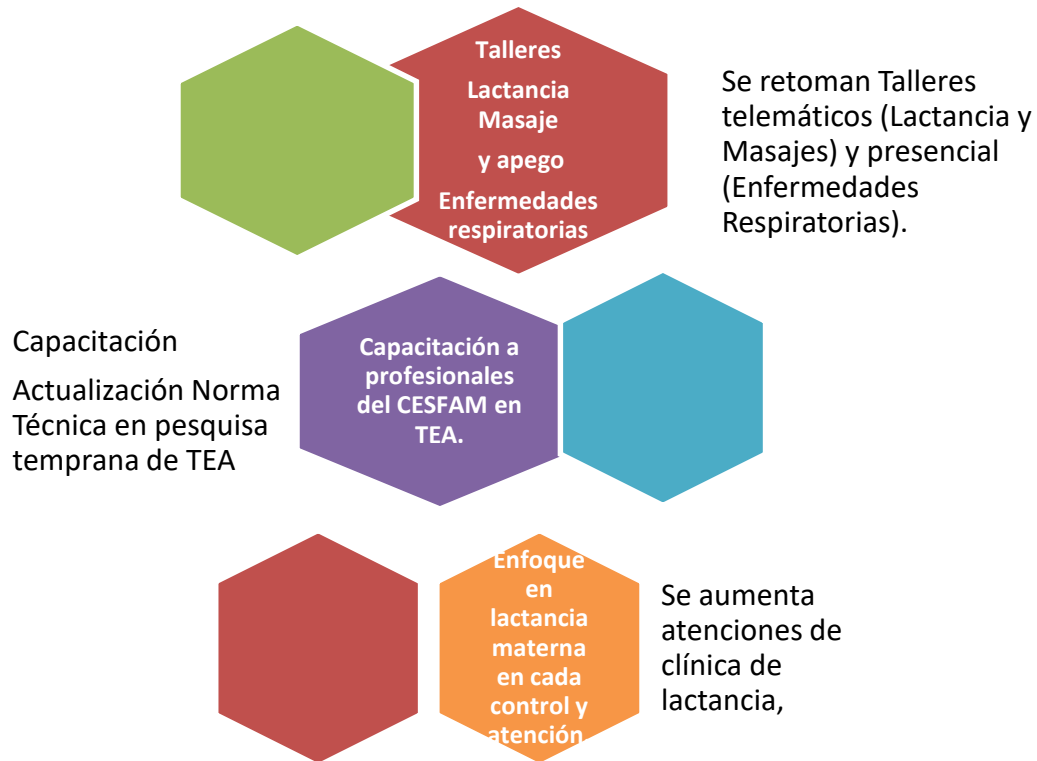 Talleres
Lactancia
Masaje
y apego
Enfermedades
respiratorias
Se retoman Talleres
telemáticos (Lactancia y
Masajes) y presencial
(Enfermedades
Respiratorias).
Capacitación
Actualización Norma
Técnica en pesquisa
temprana de TEA
Capacitación a
profesionales
del CESFAM en
TEA.
Enfoque
en
lactancia
materna
en cada
control y
atención
Se aumenta
atenciones de
clínica de
lactancia,